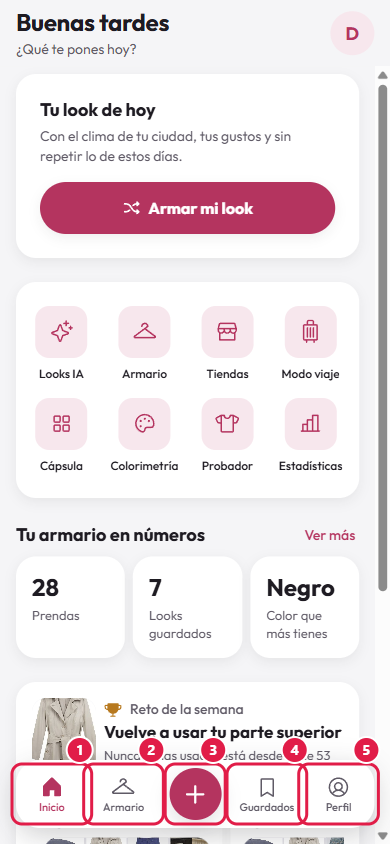 Buenas tardes
¿Qué te pones hoy?
D
Tu look de hoy
Con el clima de tu ciudad, tus gustos y sin
repetir lo de estos días.
Armar mi look
Looks IA
Armario
Tiendas
Modo viaje
Cápsula
Colorimetría
Probador
Estadísticas
Tu armario en números
Ver más
28
Prendas
7
Looks
guardados
Negro
Color que
más tienes
Reto de la semana
Vuelve a usar tu parte superior
está desde
53
1
2
3
4
5
Inicio
Armario
Guardados
Perfil